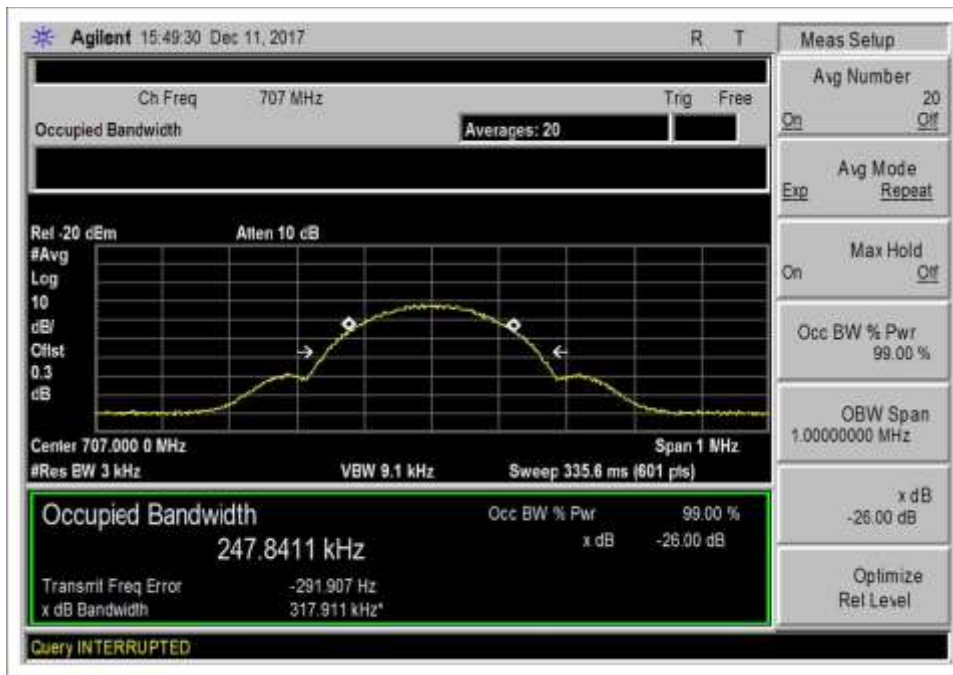 Agilent 15:49:30 Dec 11, 2017 R T
Ch Freq 707 MHz Trig Free
Occupied Bandwidth Averages: 20
Ref -20 dBm Atten 10 dB
#Avg
Log
10
dB/
Offst
0.3
dB
Center 707.000 0 MHz Span 1 MHz
#Res BW 3 kHz VBW 9.1 kHz Sweep 335.6 ms (601 pts)
Occupied Bandwidth Occ BW % Pwr 99.00 %
247.8411 kHz x dB -26.00 dB
Transmit Freq Error -291.907 Hz
x dB Bandwidth 317.911 kHz*
Query INTERRUPTED
Meas Setup
Avg Number
20
On Off
Avg Mode
Exp Repeat
Max Hold
On Off
Occ BW % Pwr
99.00 %
OBW Span
1.00000000 MHz
x dB
-26.00 dB
Optimize
Ref Level